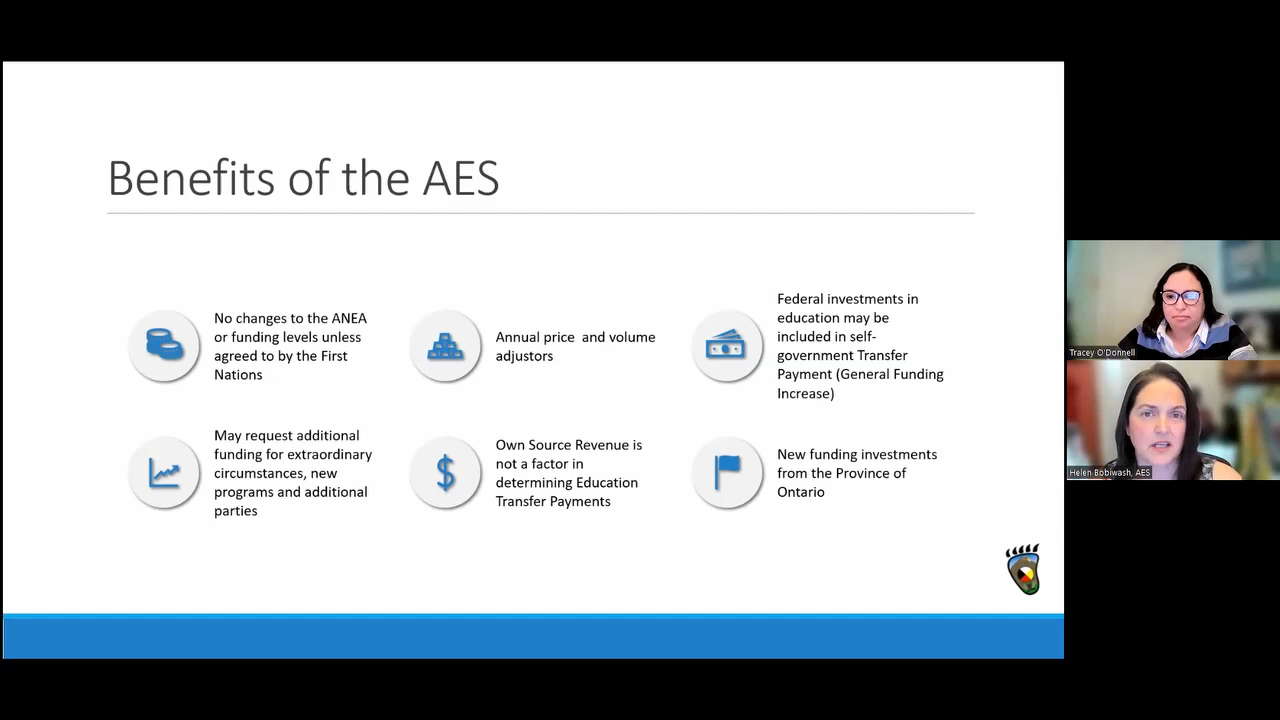 Benefits of the AES
No changes to the ANEA
or funding levels unless
agreed to by the First
Nations
Annual price and volume
adjustors
Federal investments in
education may be
included in self-
government Transfer
Payment (General Funding
Increase)
May request additional
funding for extraordinary
circumstances, new
programs and additional
parties
Own Source Revenue is
not a factor in
determining Education
Transfer Payments
New funding investments
from the Province of
Ontario
Tracey O'Donnell
Helen Bobiwash, AES